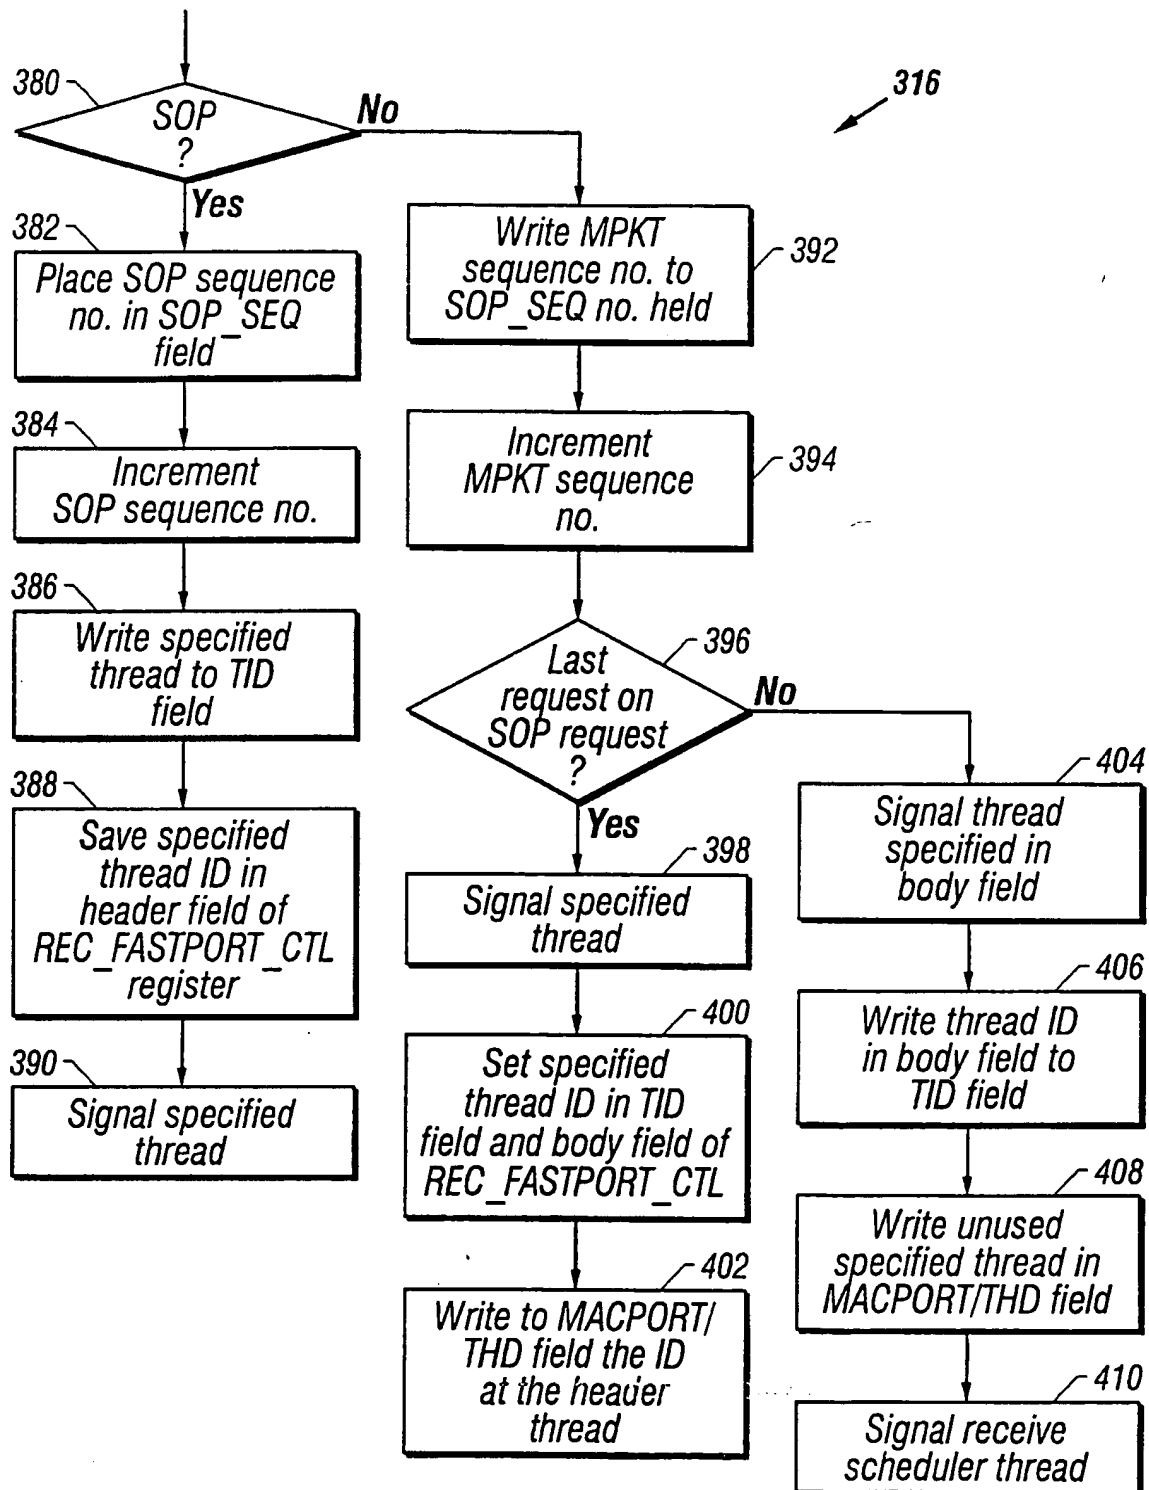 316
380
SOP
?
No
Yes
382
Place SOP sequence
no. in SOP_SEQ
field
384
Increment
SOP sequence no.
386
Write specified
thread to TID
field
388
Save specified
thread ID in
header field of
REC_FASTPORT_CTL
register
390
Signal specified
thread
392
Write MPKT
sequence no. to
SOP_SEQ no. held
394
Increment
MPKT sequence
no.
396
Last
request on
SOP request
?
No
Yes
398
Signal specified
thread
400
Set specified
thread ID in TID
field and body field of
REC_FASTPORT_CTL
402
Write to MACPORT/
THD field the ID
at the header
thread
404
Signal thread
specified in
body field
406
Write thread ID
in body field to
TID field
408
Write unused
specified thread in
MACPORT/THD field
410
Signal receive
scheduler thread